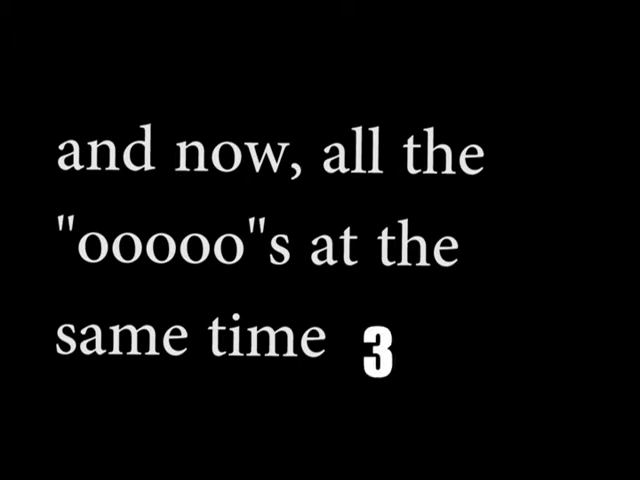 and now, all the
"ooooo"s at the
same time 3